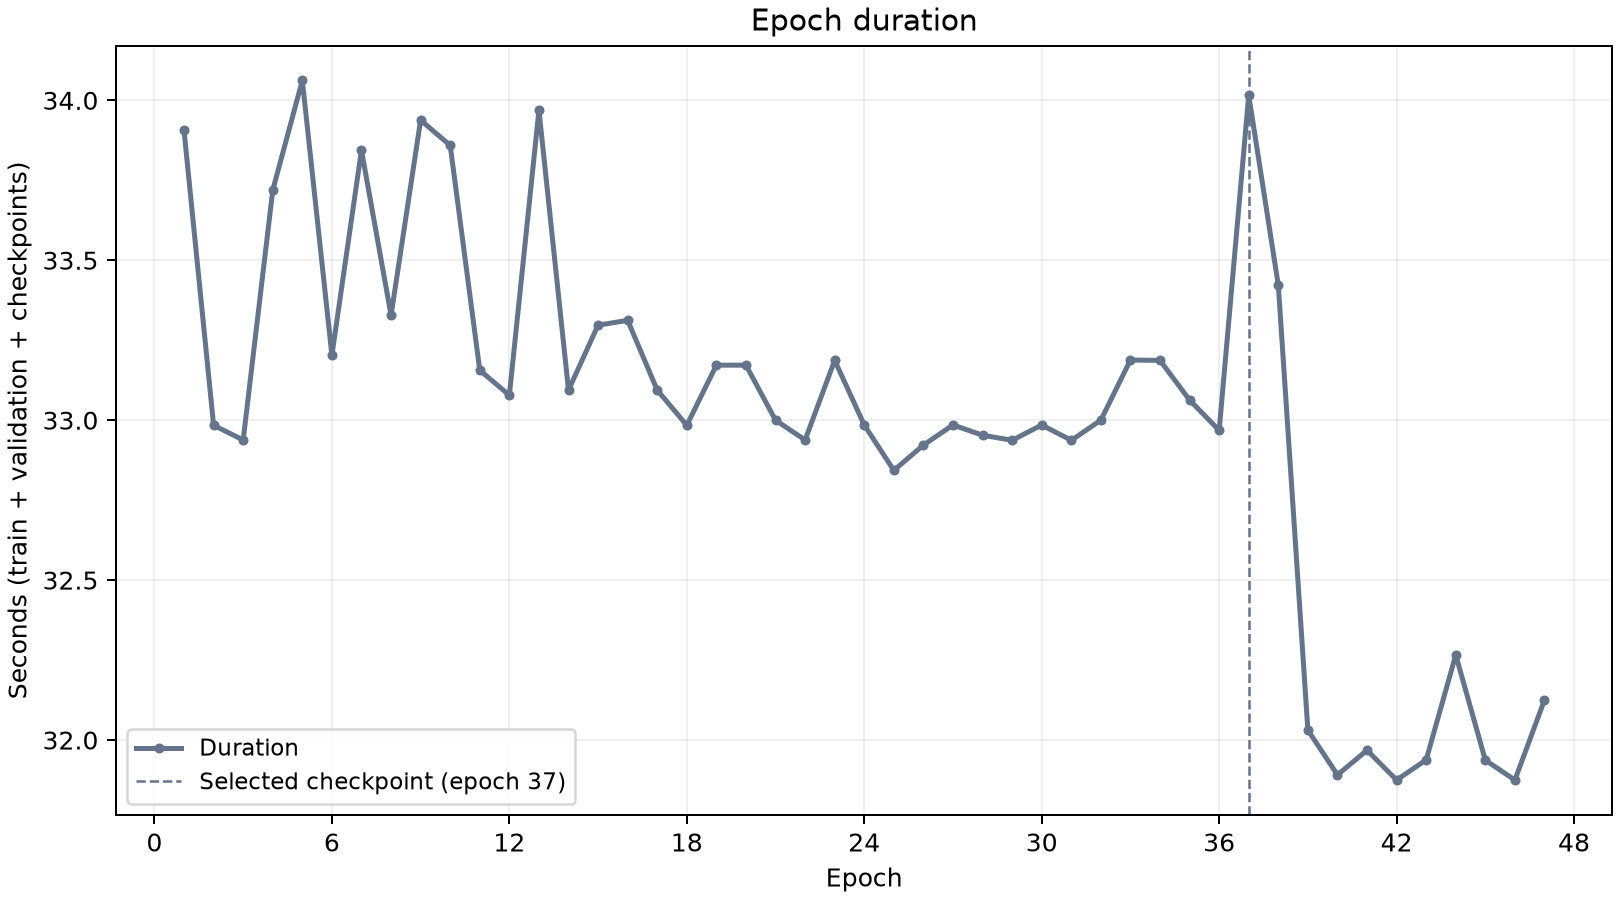 Epoch duration
Seconds (train + validation + checkpoints)
34.0
33.5
33.0
32.5
32.0
Duration
Selected checkpoint (epoch 37)
0 6 12 18 24 30 36 42 48
Epoch